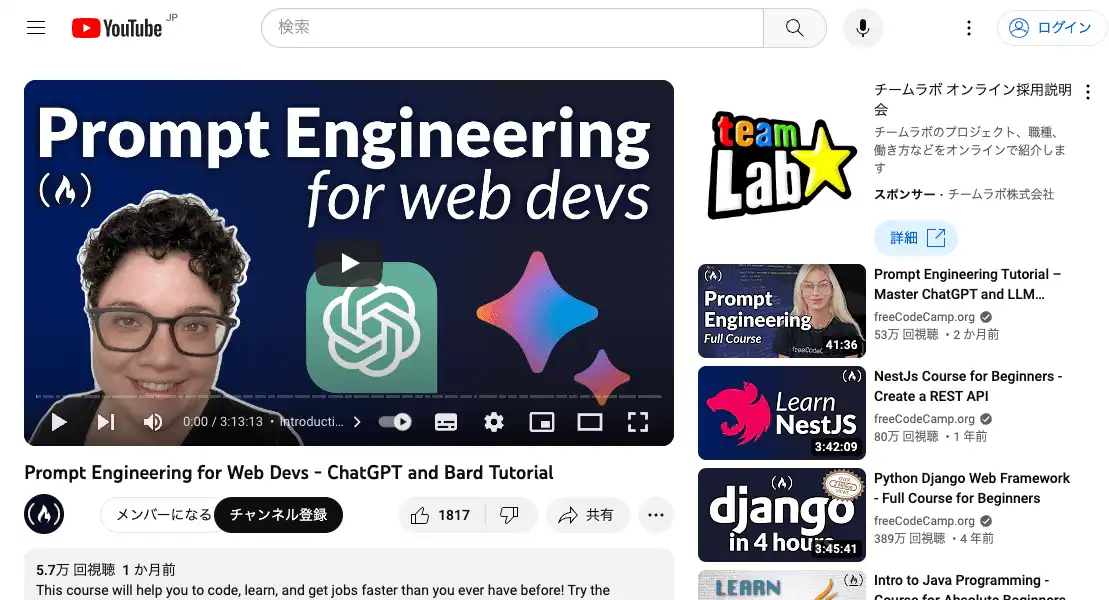 YouTube JP
検索
ログイン
Prompt Engineering
for web devs
0:00 / 3:13:13 • Introducti...
Prompt Engineering for Web Devs - ChatGPT and Bard Tutorial
メンバーになる
チャンネル登録
1817
共有
5.7万 回視聴 1 か月前
This course will help you to code, learn, and get jobs faster than you ever have before! Try the
team
Lab
チームラボ オンライン採用説明
会
チームラボのプロジェクト、職種、
働き方などをオンラインで紹介しま
す
スポンサー・チームラボ株式会社
詳細
Prompt
Engineering
Full Course
41:36
Prompt Engineering Tutorial –
Master ChatGPT and LLM…
freeCodeCamp.org
53万 回視聴 ・2 か月前
Learn
NestJS
3:42:09
NestJs Course for Beginners -
Create a REST API
freeCodeCamp.org
80万 回視聴 ・1 年前
django
in 4 hours
3:45:41
Python Django Web Framework
- Full Course for Beginners
freeCodeCamp.org
389万 回視聴 ・4 年前
LEARN
Intro to Java Programming -
Course for Absolute Beginners